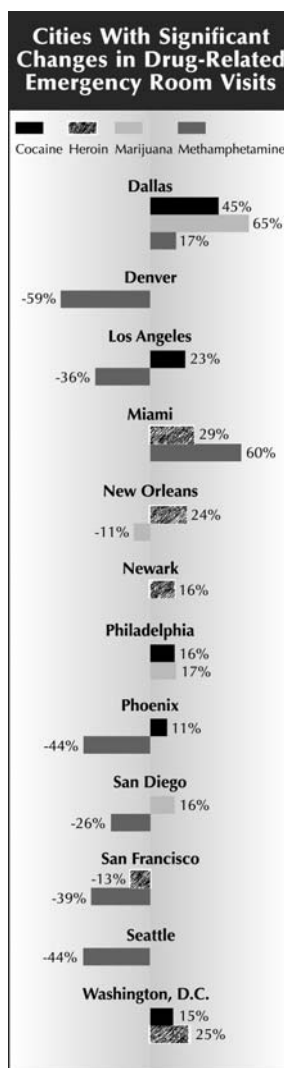 Cities With Significant
Changes in Drug-Related
Emergency Room Visits
Cocaine Heroin Marijuana Methamphetamine
Dallas
45%
65%
17%
Denver
-59%
Los Angeles
23%
-36%
Miami
29%
60%
New Orleans
24%
-11%
Newark
16%
Philadelphia
16%
17%
Phoenix
11%
-44%
San Diego
16%
-26%
San Francisco
-13%
-39%
Seattle
-44%
Washington, D.C.
15%
25%